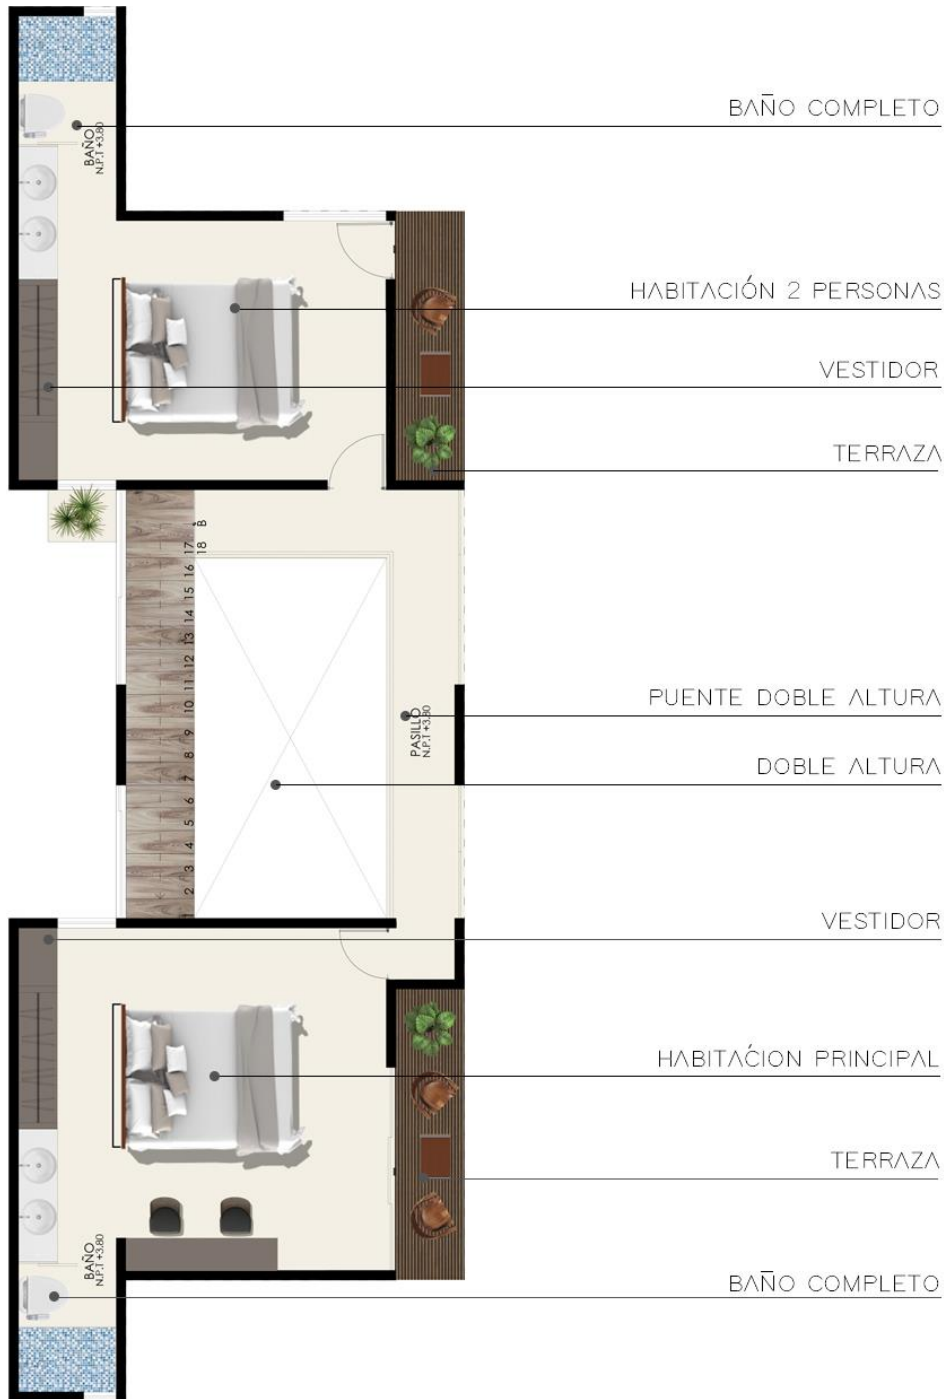 BAÑO COMPLETO
BAÑO
N.P.T +3.80
HABITACIÓN 2 PERSONAS
VESTIDOR
TERRAZA
B
18
17
16
15
14
13
12
11
10
9
8
7
6
5
4
3
2
1
PUENTE DOBLE ALTURA
PASILLO
N.P.T +3.80
DOBLE ALTURA
VESTIDOR
HABITAĆION PRINCIPAL
TERRAZA
BAÑO
N.P.T +3.80
BAÑO COMPLETO